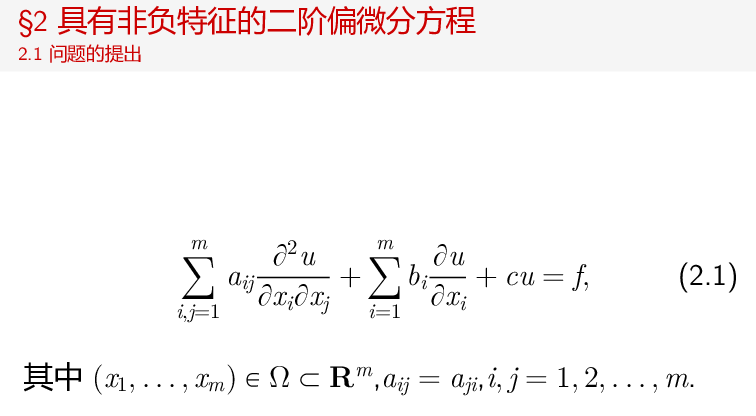 §2 具有非负特征的二阶偏微分方程
2.1 问题的提出
$$\sum_{i,j=1}^{m} a_{ij} \frac{\partial^2 u}{\partial x_i \partial x_j} + \sum_{i=1}^{m} b_i \frac{\partial u}{\partial x_i} + cu = f, \quad (2.1)$$
其中 $(x_1, \ldots, x_m) \in \Omega \subset \mathbf{R}^m, a_{ij} = a_{ji}, i, j = 1, 2, \ldots, m.$